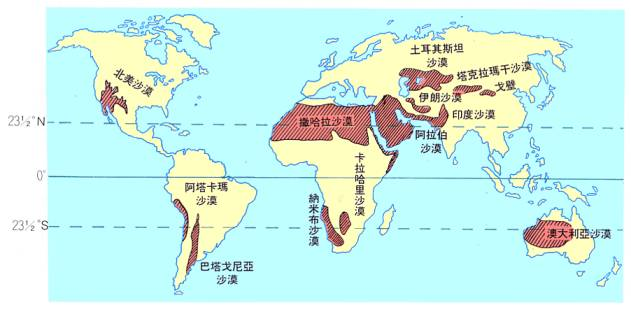 土耳其斯坦
沙漠
北美沙漠
塔克拉瑪干沙漠
戈壁
伊朗沙漠
23½°N
撒哈拉沙漠
印度沙漠
阿拉伯
沙漠
卡拉哈里沙漠
0°
阿塔卡瑪
沙漠
納米布沙漠
23½°S
澳大利亞沙漠
巴塔戈尼亞
沙漠